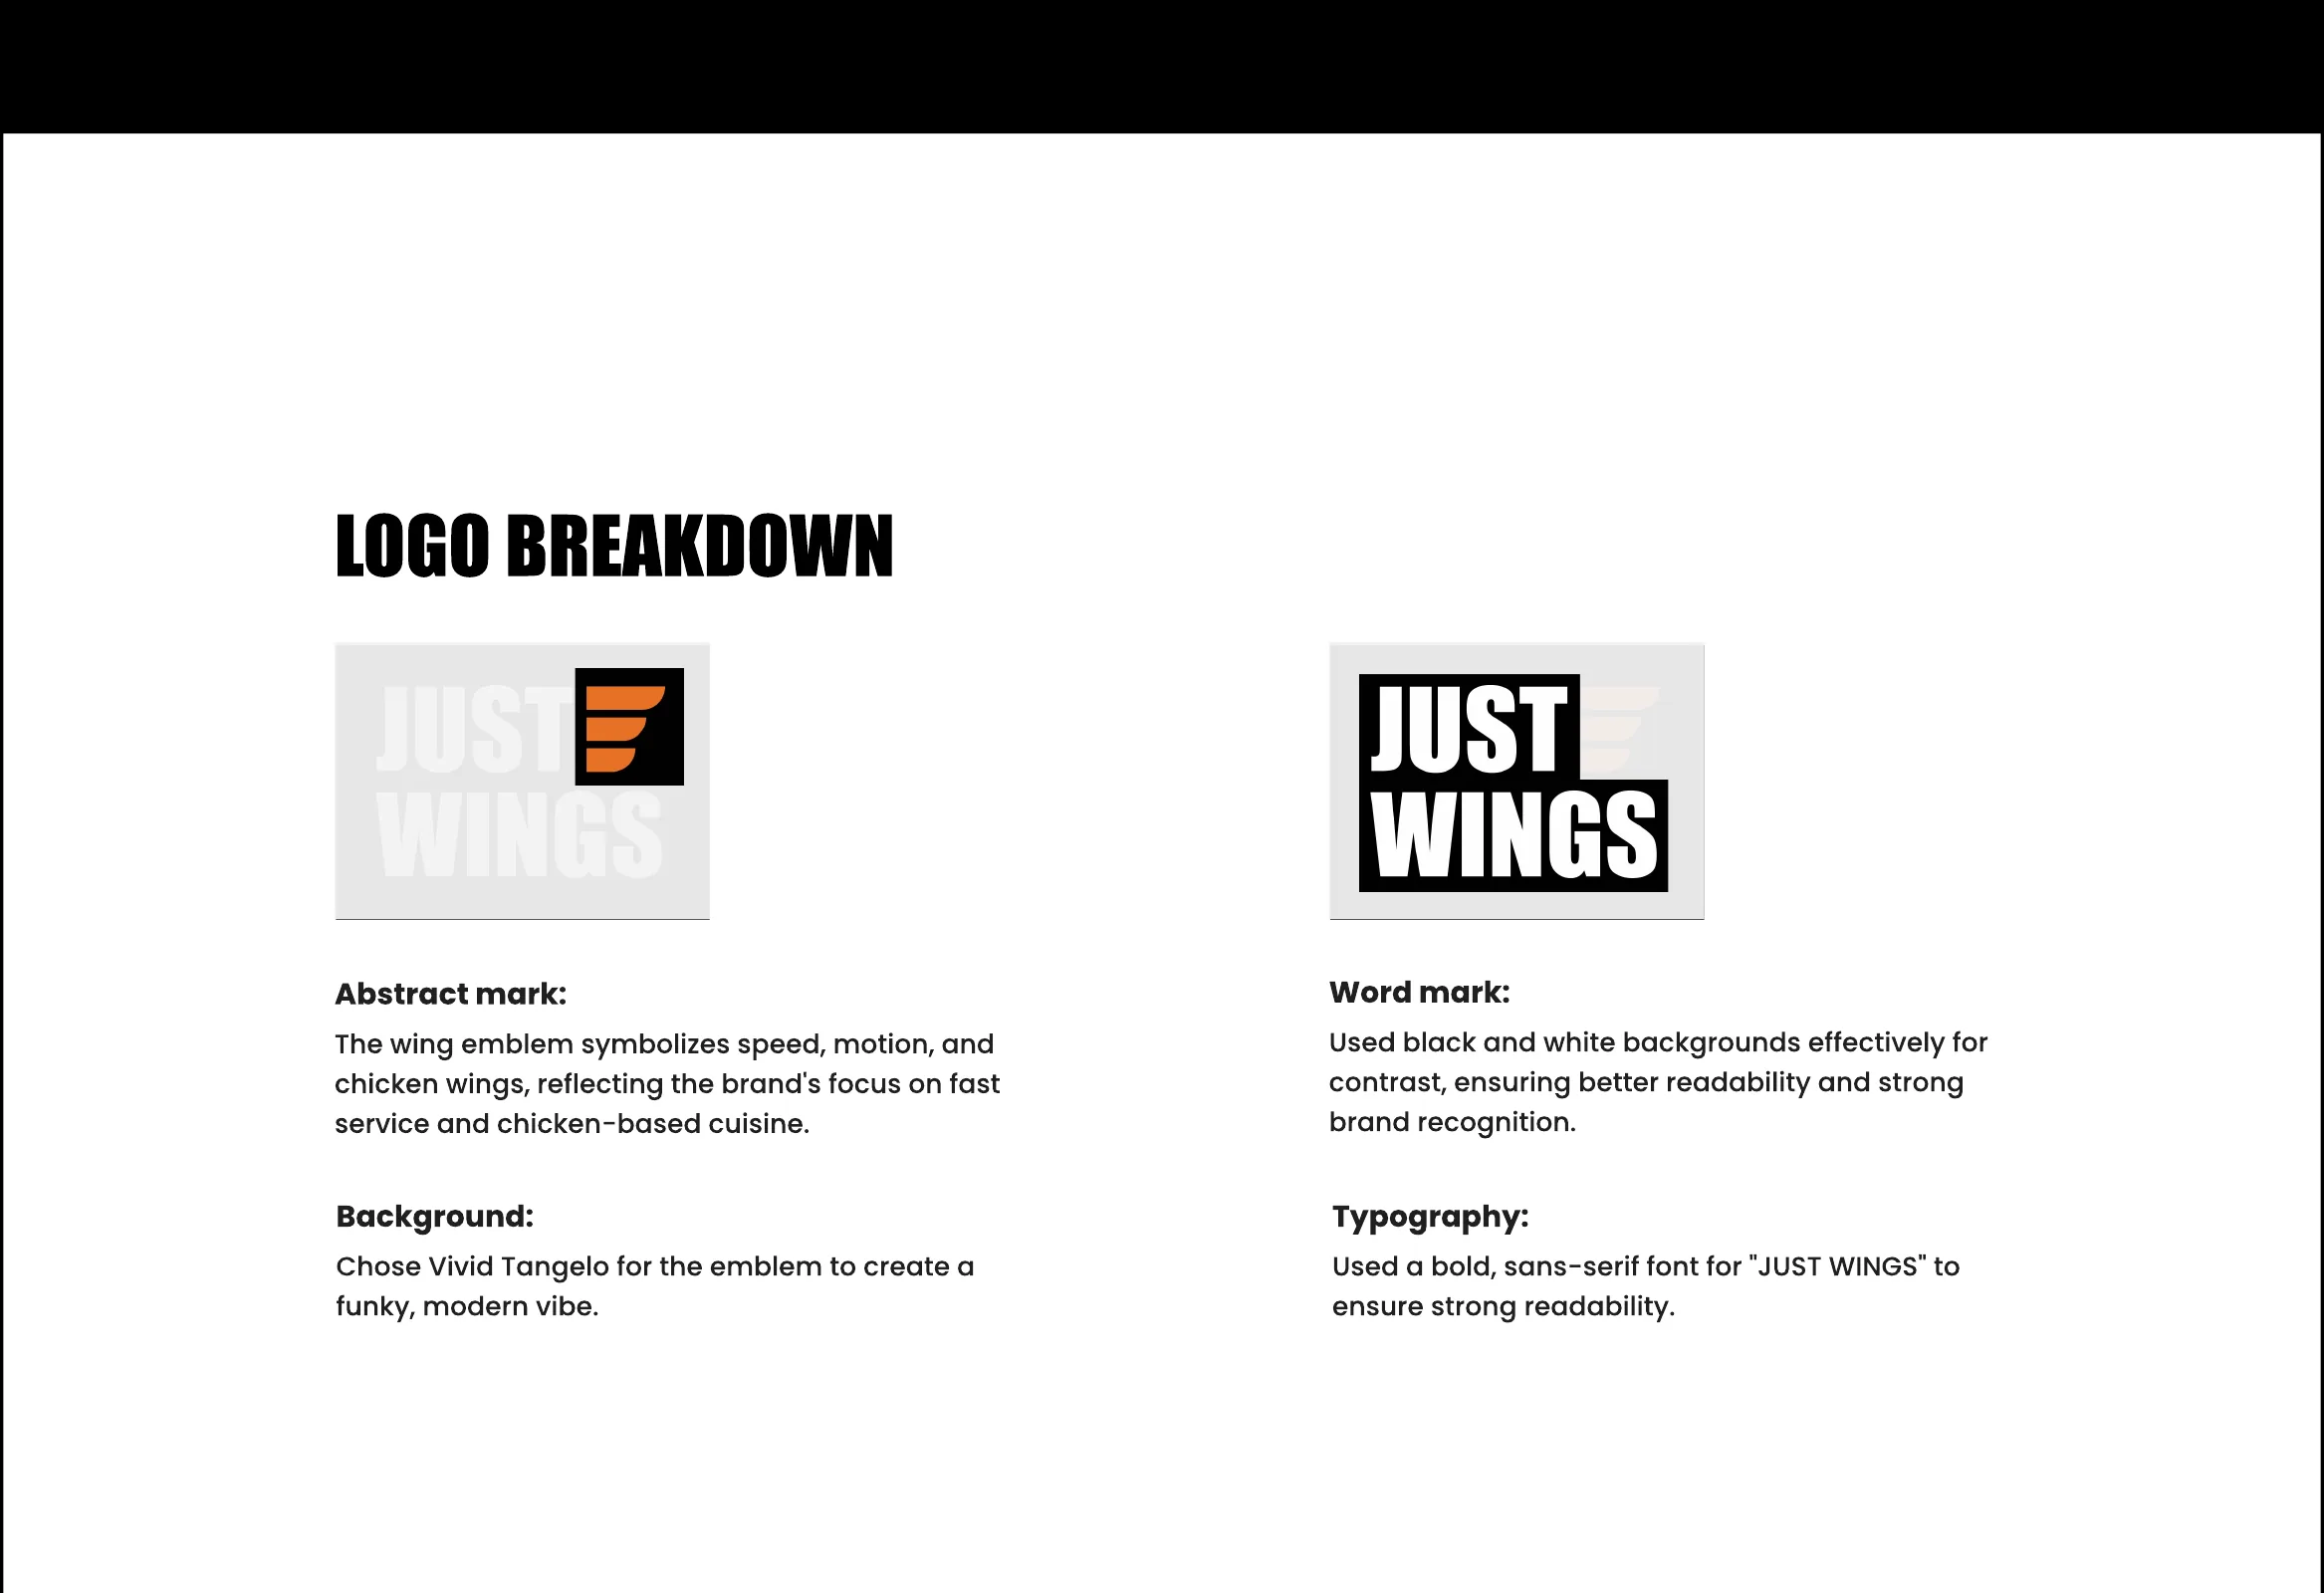 LOGO BREAKDOWN
JUST
WINGS
Abstract mark:
The wing emblem symbolizes speed, motion, and
chicken wings, reflecting the brand's focus on fast
service and chicken-based cuisine.
Background:
Chose Vivid Tangelo for the emblem to create a
funky, modern vibe.
JUST
WINGS
Word mark:
Used black and white backgrounds effectively for
contrast, ensuring better readability and strong
brand recognition.
Typography:
Used a bold, sans-serif font for "JUST WINGS" to
ensure strong readability.